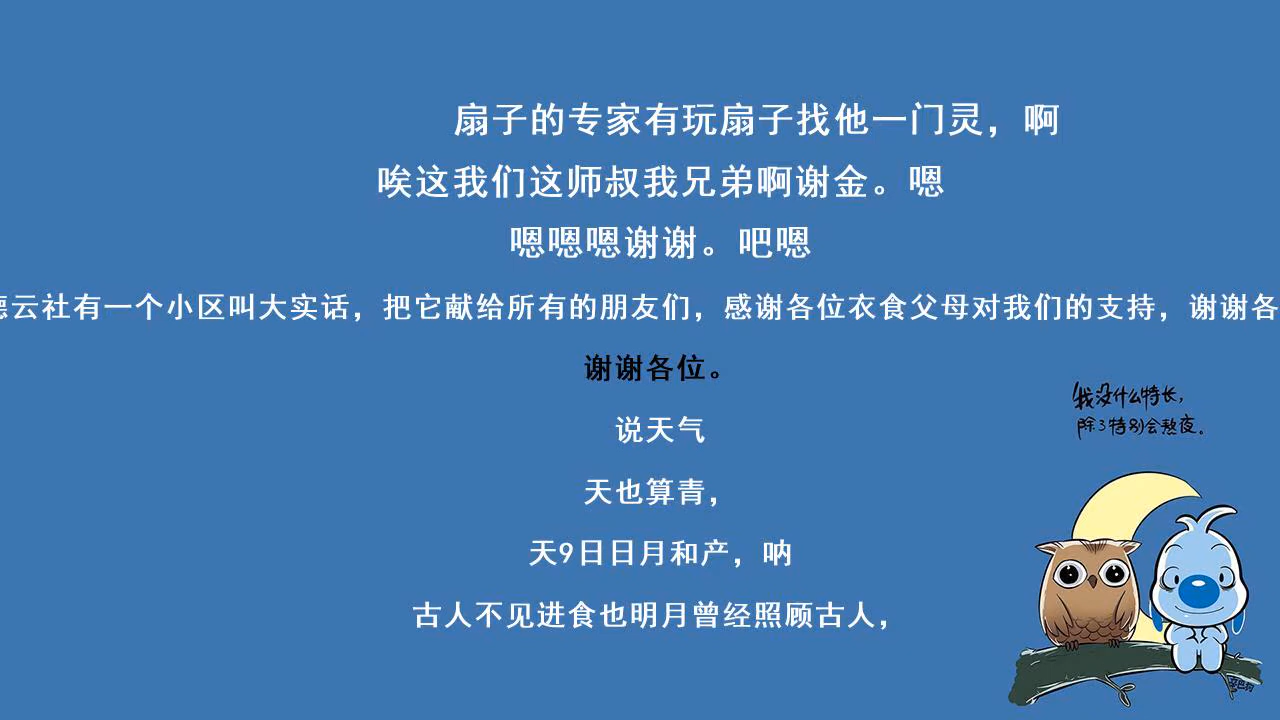 扇子的专家有玩扇子找他一门灵，啊
唉这我们这师叔我兄弟啊谢金。嗯
嗯嗯嗯谢谢。吧嗯
德云社有一个小区叫大实话，把它献给所有的朋友们，感谢各位衣食父母对我们的支持，谢谢各
谢谢各位。
说天气
天也算青，
天9日日月和产，呐
古人不见进食也明月曾经照顾古人，
我没什么特长，
除了特别会熬夜。